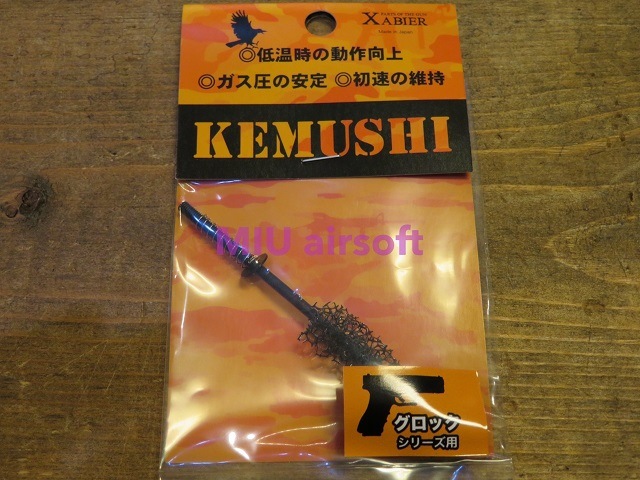 PARTS OF THE BEST
XABIER
Made in Japan
◎低温時の動作向上
◎ガス圧の安定 ◎初速の維持
KEMUSHI
MIU airsoft
グロック
シリーズ用